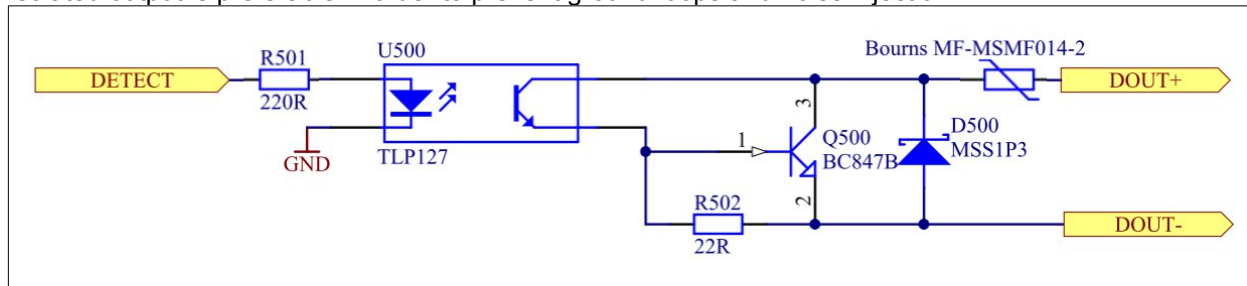 U500
Bourns MF-MSMF014-2
R501
DETECT
DOUT+
220R
3
D500
1
Q500
MSS1P3
GND
TLP127
BC847B
R502
2
22R
DOUT-